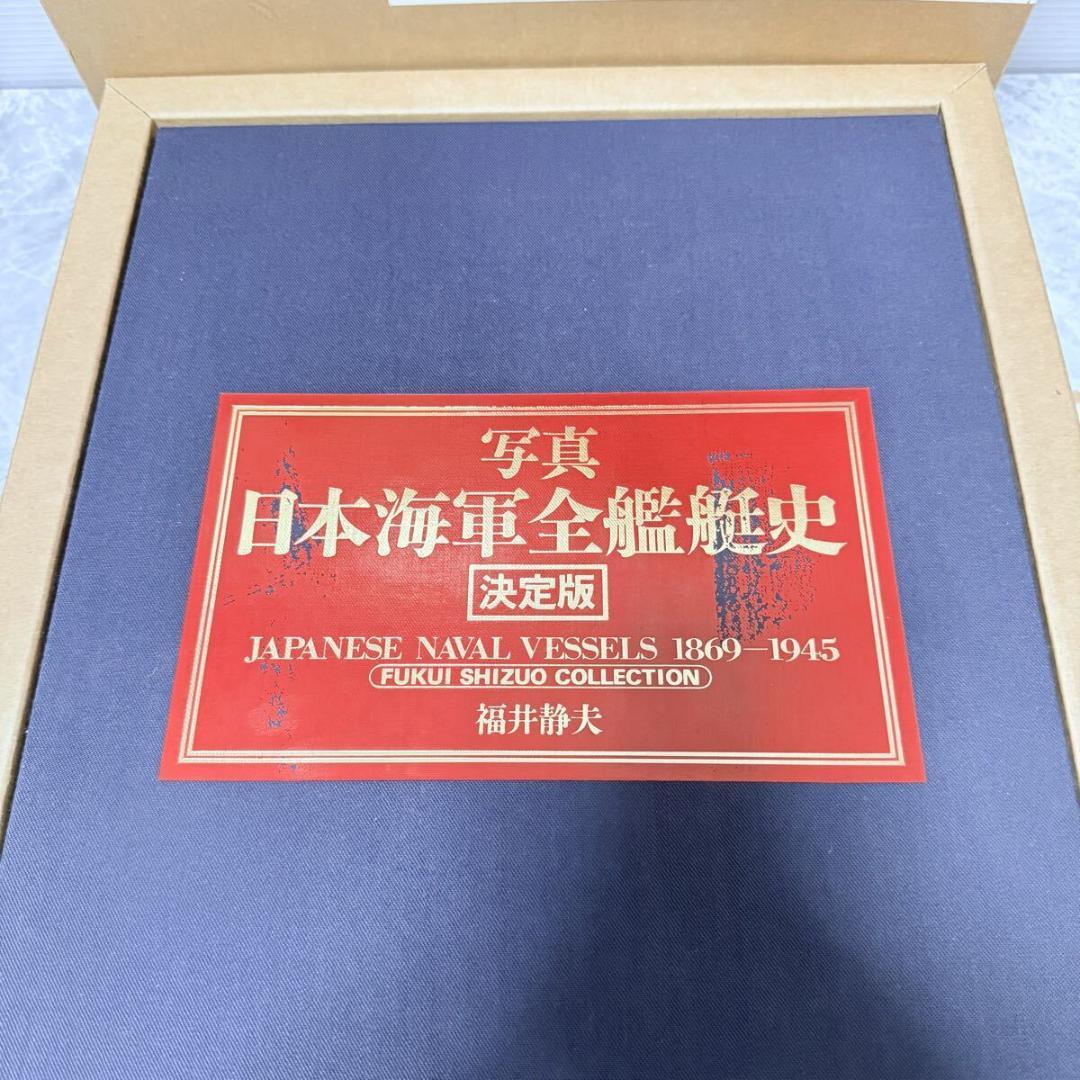 写真
日本海軍全艦艇史
決定版
JAPANESE NAVAL VESSELS 1869—1945
FUKUI SHIZUO COLLECTION
福井静夫